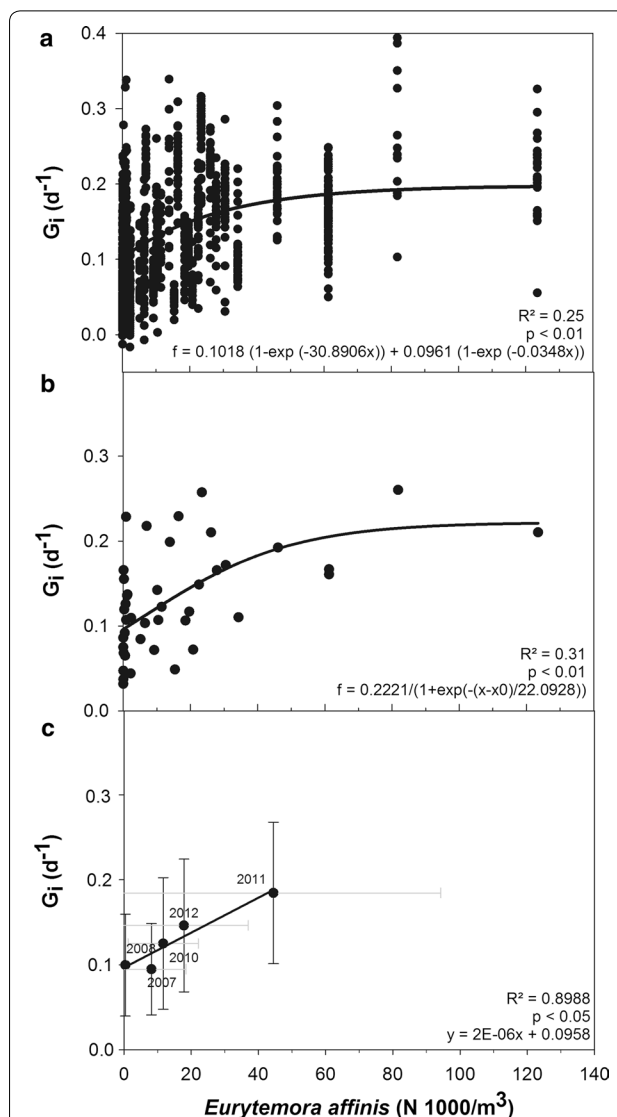 a
0.4
0.3
0.2
0.1
0.0
Gi (d-1)
R² = 0.25
p < 0.01
f = 0.1018 (1-exp (-30.8906x)) + 0.0961 (1-exp (-0.0348x))
b
0.3
0.2
0.1
0.0
Gi (d-1)
R² = 0.31
p < 0.01
f = 0.2221/(1+exp(-(x-x0)/22.0928))
c
0.3
0.2
0.1
0.0
Gi (d-1)
2011
2012
2008
2010
2007
R² = 0.8988
p < 0.05
y = 2E-06x + 0.0958
0 20 40 60 80 100 120 140
Eurytemora affinis (N 1000/m3)